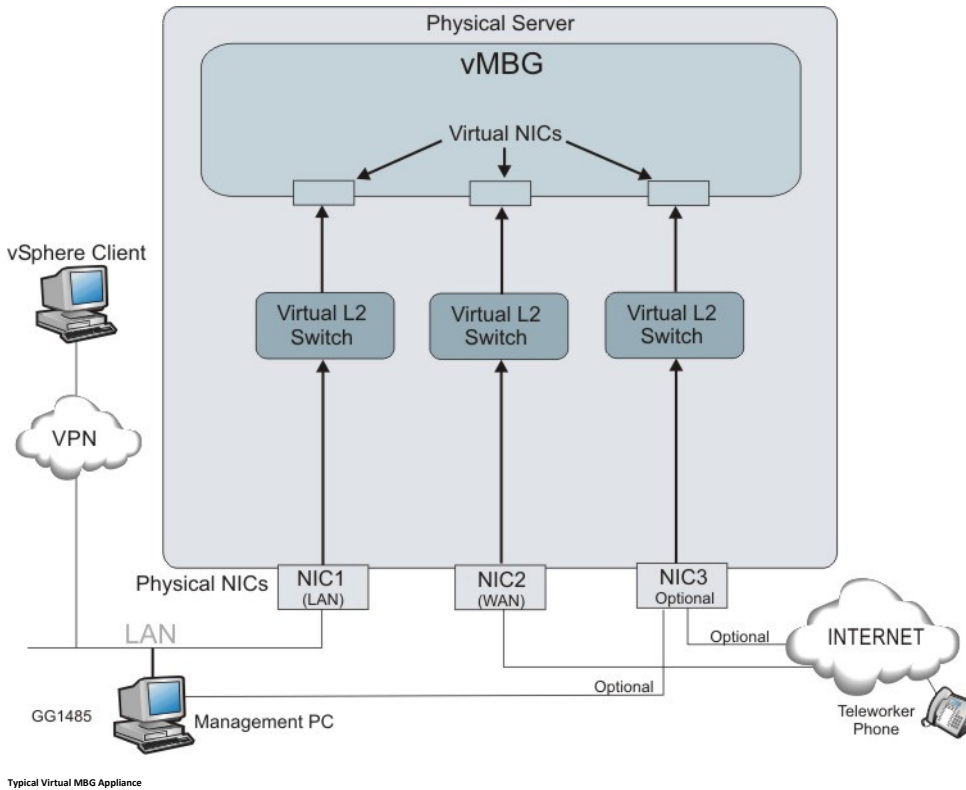 Physical Server
vMBG
Virtual NICs
vSphere Client
Virtual L2
Switch
Virtual L2
Switch
Virtual L2
Switch
VPN
Physical NICs
NIC1
(LAN)
NIC2
(WAN)
NIC3
Optional
LAN
Optional
INTERNET
Optional
GG1485
Management PC
Teleworker
Phone
Typical Virtual MBG Appliance